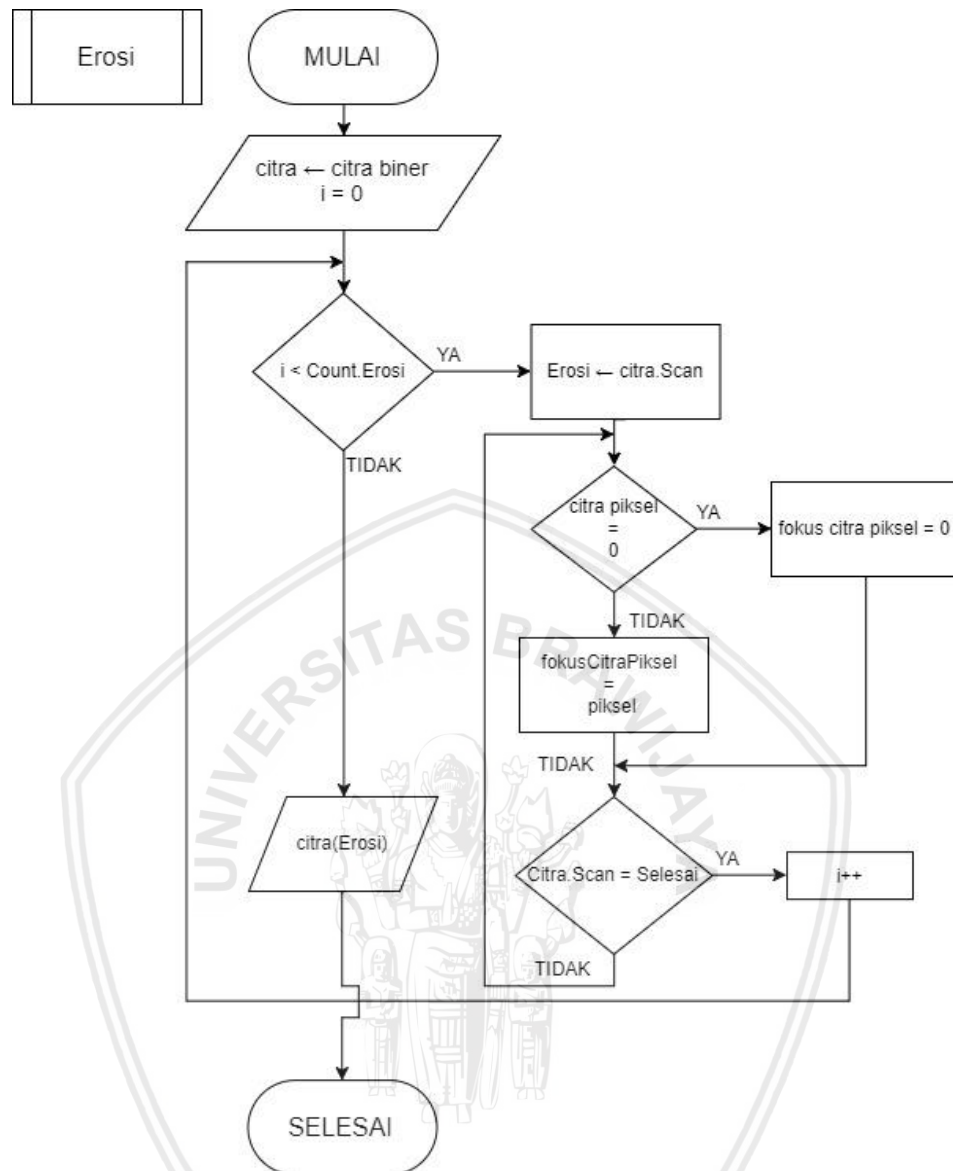 Erosi
MULAI
citra ← citra biner
i = 0
i < Count.Erosi
YA
Erosi ← citra.Scan
TIDAK
citra piksel
=
0
YA
fokus citra piksel = 0
TIDAK
fokusCitraPiksel
=
piksel
TIDAK
citra(Erosi)
Citra.Scan = Selesai
YA
i++
TIDAK
SELESAI
UNIVERSITAS BRAWIJAYA